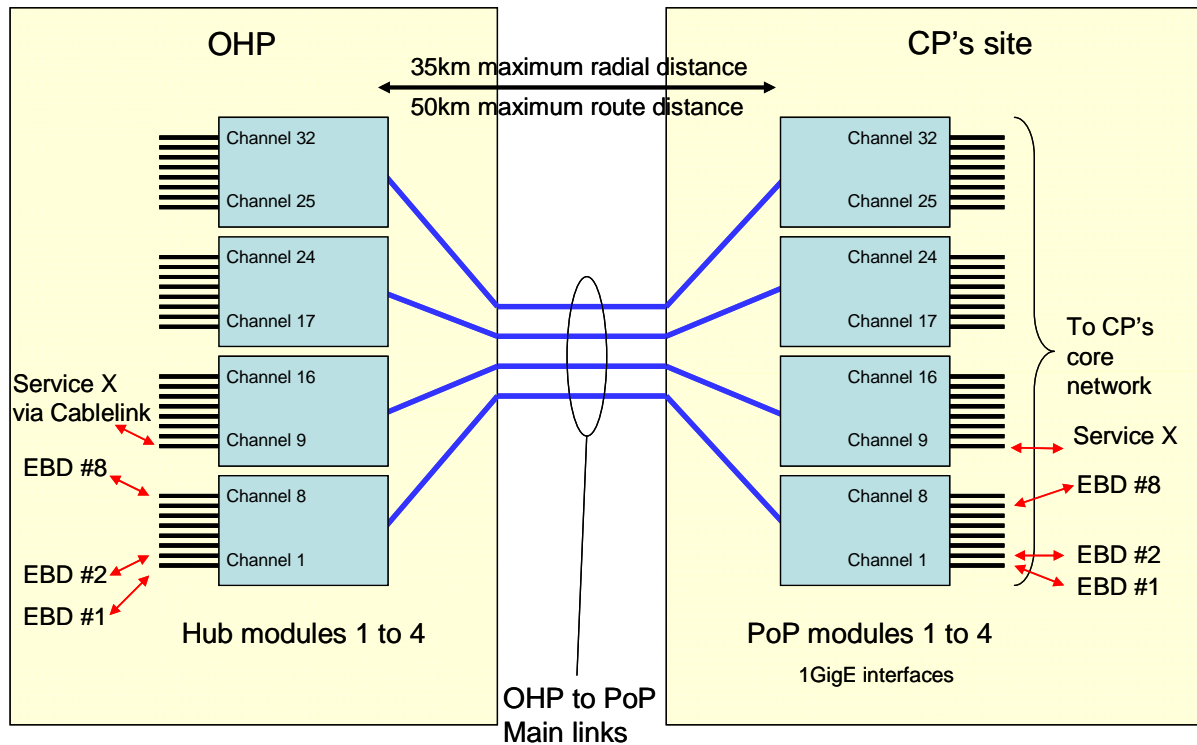 OHP
CP's site
35km maximum radial distance
50km maximum route distance
Channel 32
Channel 25
Channel 24
Channel 17
Channel 16
Channel 9
Channel 8
Channel 1
Service X
via Cablelink
EBD #8
EBD #2
EBD #1
Hub modules 1 to 4
Channel 32
Channel 25
Channel 24
Channel 17
Channel 16
Channel 9
Channel 8
Channel 1
To CP's
core
network
Service X
EBD #8
EBD #2
EBD #1
PoP modules 1 to 4
1GigE interfaces
OHP to PoP
Main links